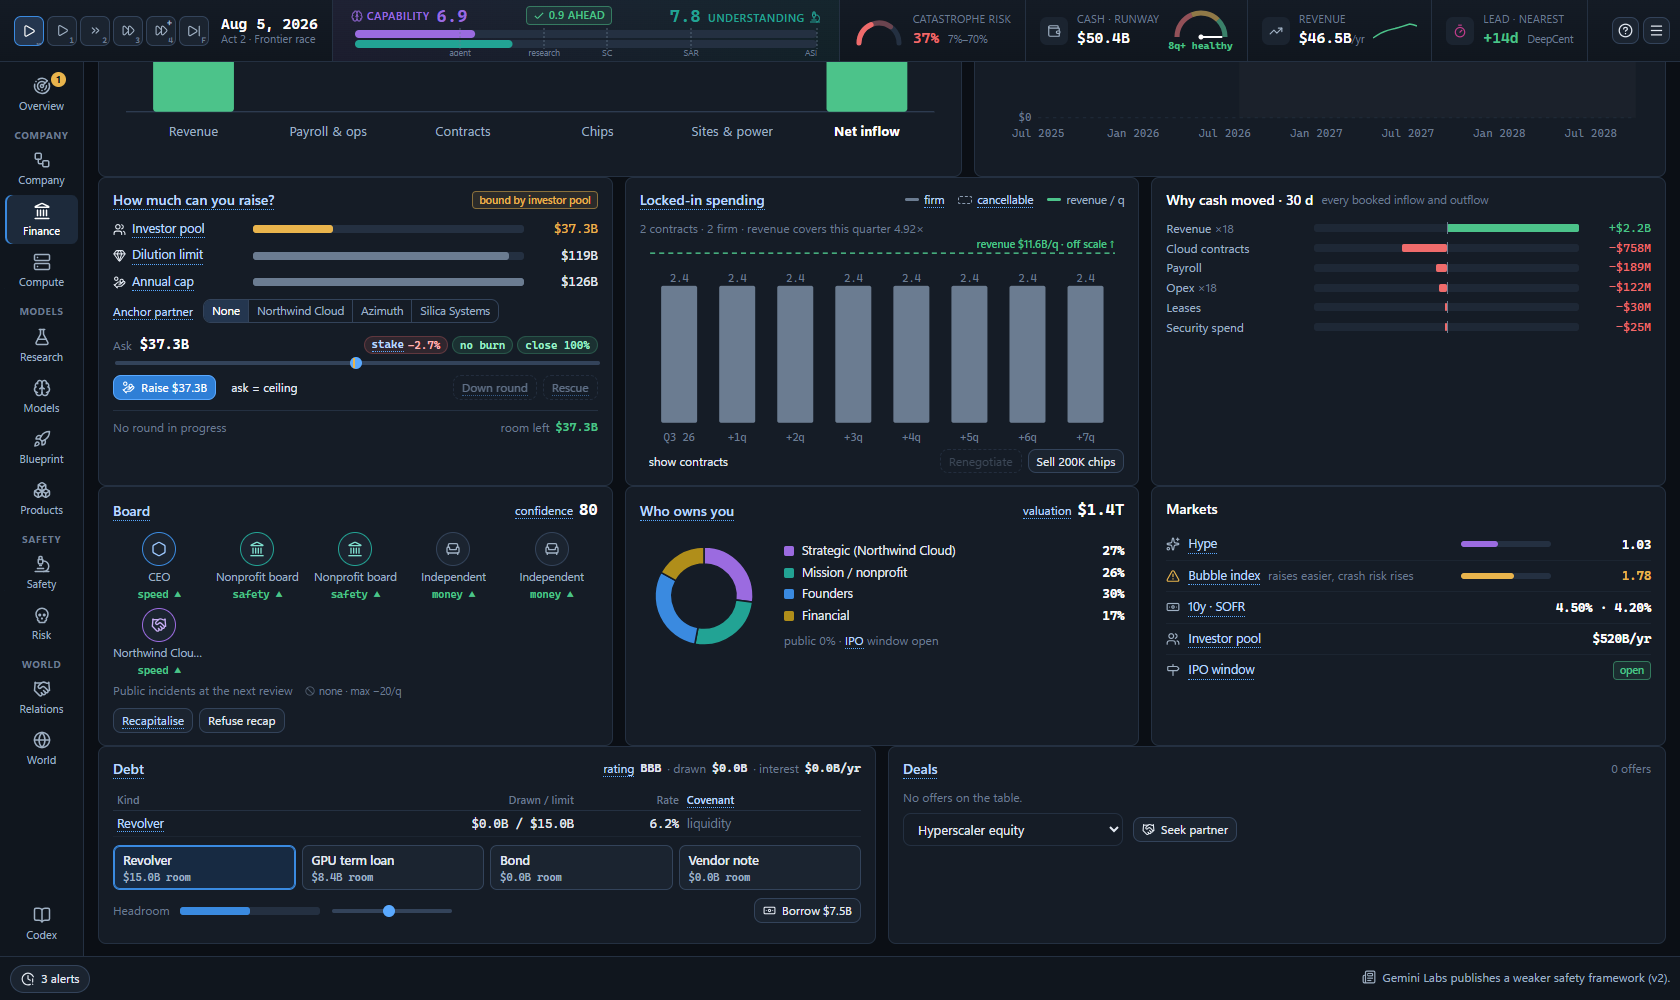 Aug 5, 2026
Act 2 · Frontier race
1
2
3
4
F
CAPABILITY 6.9
0.9 AHEAD
7.8 UNDERSTANDING
agent
research
SC
SAR
ASI
CATASTROPHE RISK
37% 7%–70%
CASH · RUNWAY
$50.4B
8q+ healthy
REVENUE
$46.5B/yr
LEAD · NEAREST
+14d DeepCent
1
Overview
COMPANY
Company
Finance
Compute
MODELS
Research
Models
Blueprint
Products
SAFETY
Safety
Risk
WORLD
Relations
World
Codex
Revenue
Payroll & ops
Contracts
Chips
Sites & power
Net inflow
$0
Jul 2025
Jan 2026
Jul 2026
Jan 2027
Jul 2027
Jan 2028
Jul 2028
How much can you raise?
bound by investor pool
Investor pool $37.3B
Dilution limit $119B
Annual cap $126B
Anchor partner None Northwind Cloud Azimuth Silica Systems
Ask $37.3B stake −2.7% no burn close 100%
Raise $37.3B ask = ceiling Down round Rescue
No round in progress room left $37.3B
Locked-in spending firm cancellable revenue / q
2 contracts · 2 firm · revenue covers this quarter 4.92×
revenue $11.6B/q · off scale ↑
2.4 2.4 2.4 2.4 2.4 2.4 2.4 2.4
Q3 26 +1q +2q +3q +4q +5q +6q +7q
show contracts Renegotiate Sell 200K chips
Why cash moved · 30 d every booked inflow and outflow
Revenue ×18 +$2.2B
Cloud contracts −$758M
Payroll −$189M
Opex ×18 −$122M
Leases −$30M
Security spend −$25M
Board confidence 80
CEO Nonprofit board Nonprofit board Independent Independent
speed ▲ safety ▲ safety ▲ money ▲ money ▲
Northwind Clou...
speed ▲
Public incidents at the next review none · max −20/q
Recapitalise Refuse recap
Who owns you valuation $1.4T
Strategic (Northwind Cloud) 27%
Mission / nonprofit 26%
Founders 30%
Financial 17%
public 0% · IPO window open
Markets
Hype 1.03
Bubble index raises easier, crash risk rises 1.78
10y · SOFR 4.50% · 4.20%
Investor pool $520B/yr
IPO window open
Debt rating BBB · drawn $0.0B · interest $0.0B/yr
Kind Drawn / limit Rate Covenant
Revolver $0.0B / $15.0B 6.2% liquidity
Revolver GPU term loan Bond Vendor note
$15.0B room $8.4B room $0.0B room $0.0B room
Headroom Borrow $7.5B
Deals 0 offers
No offers on the table.
Hyperscaler equity Seek partner
3 alerts
Gemini Labs publishes a weaker safety framework (v2).